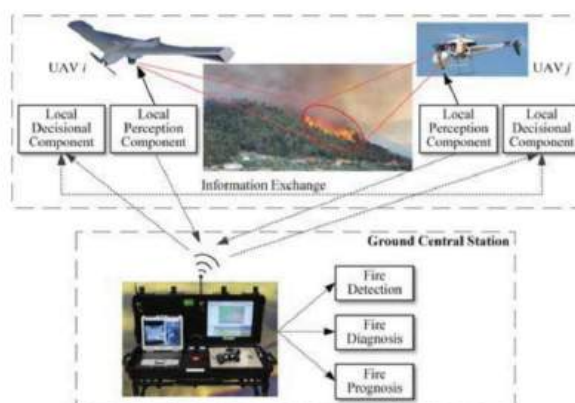 UAV i
UAV j
Local
Decisional
Component
Local
Perception
Component
Local
Perception
Component
Local
Decisional
Component
Information Exchange
Ground Central Station
Fire
Detection
Fire
Diagnosis
Fire
Prognosis